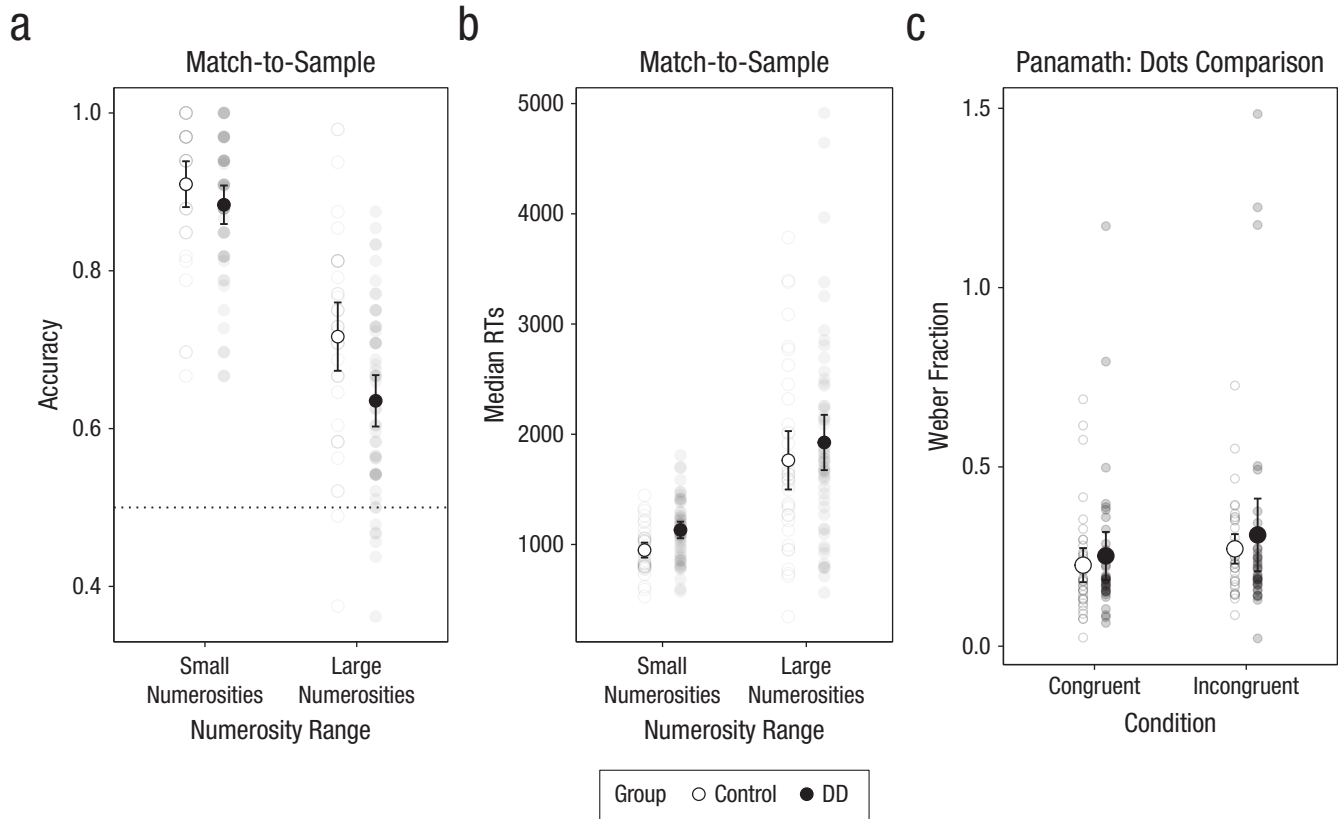 a
Match-to-Sample
1.0
0.8
0.6
0.4
Accuracy
Small
Numerosities
Large
Numerosities
Numerosity Range
b
Match-to-Sample
5000
4000
3000
2000
1000
Median RTs
Small
Numerosities
Large
Numerosities
Numerosity Range
c
Panamath: Dots Comparison
1.5
1.0
0.5
0.0
Weber Fraction
Congruent
Incongruent
Condition
Group Control DD